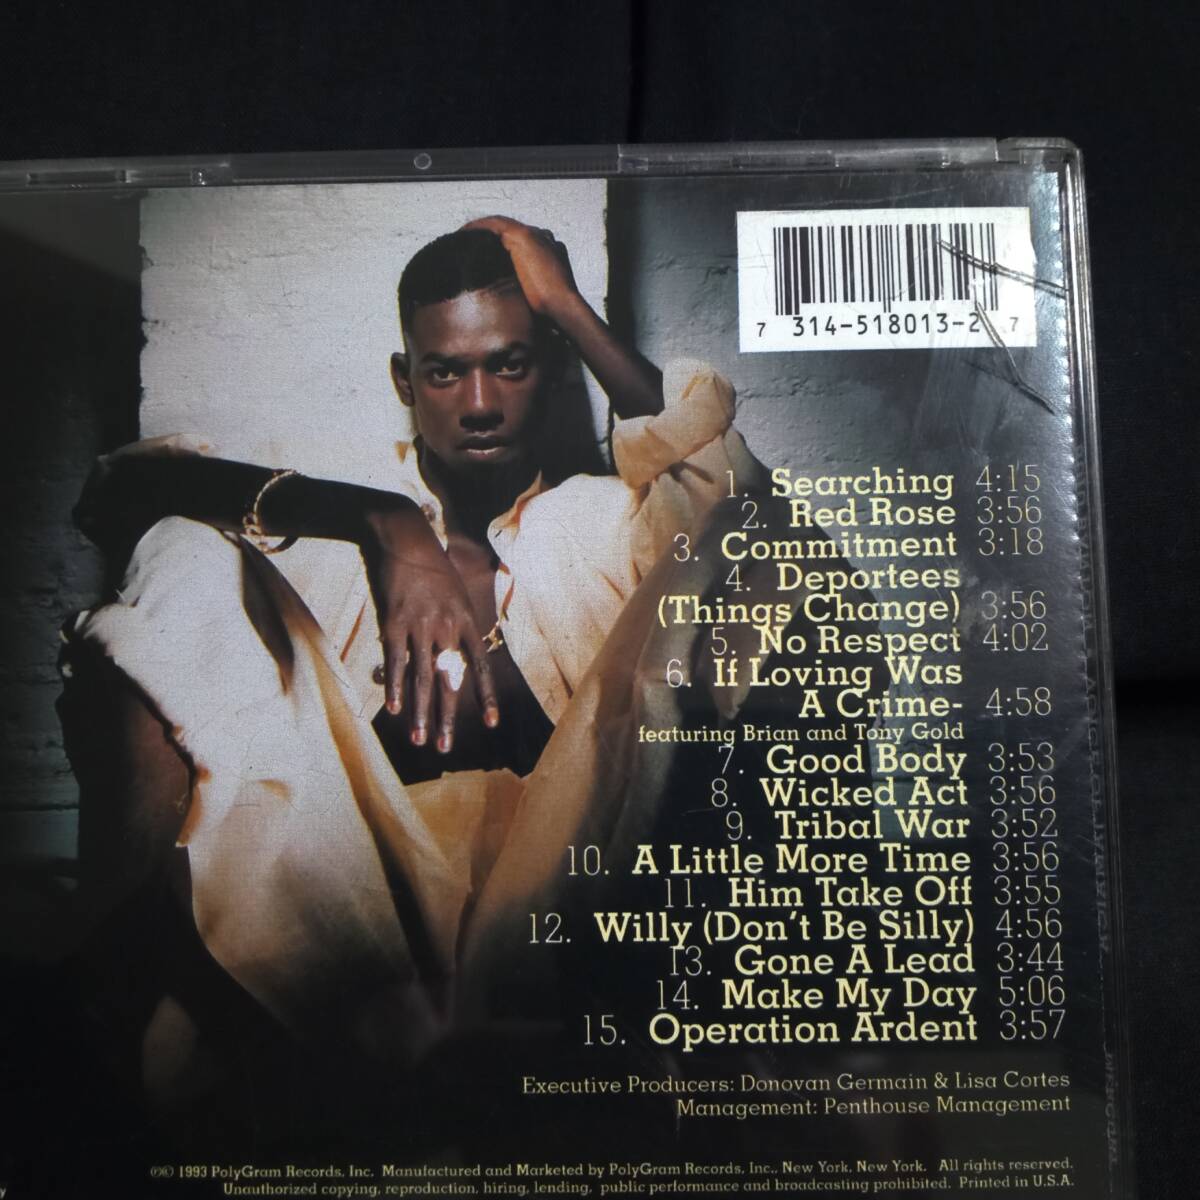 7 314-518013-2 7
1. Searching 4:15
2. Red Rose 3:56
3. Commitment 3:18
4. Deportees
(Things Change) 3:56
5. No Respect 4:02
6. If Loving Was
A Crime- 4:58
featuring Brian and Tony Gold
7. Good Body 3:53
8. Wicked Act 3:56
9. Tribal War 3:52
10. A Little More Time 3:56
11. Him Take Off 3:55
12. Willy (Don't Be Silly) 4:56
13. Gone A Lead 3:44
14. Make My Day 5:06
15. Operation Ardent 3:57
Executive Producers: Donovan Germain & Lisa Cortes
Management: Penthouse Management
℗© 1993 PolyGram Records, Inc. Manufactured and Marketed by PolyGram Records, Inc., New York, New York. All rights reserved.
Unauthorized copying, reproduction, hiring, lending, public performance and broadcasting prohibited. Printed in U.S.A.